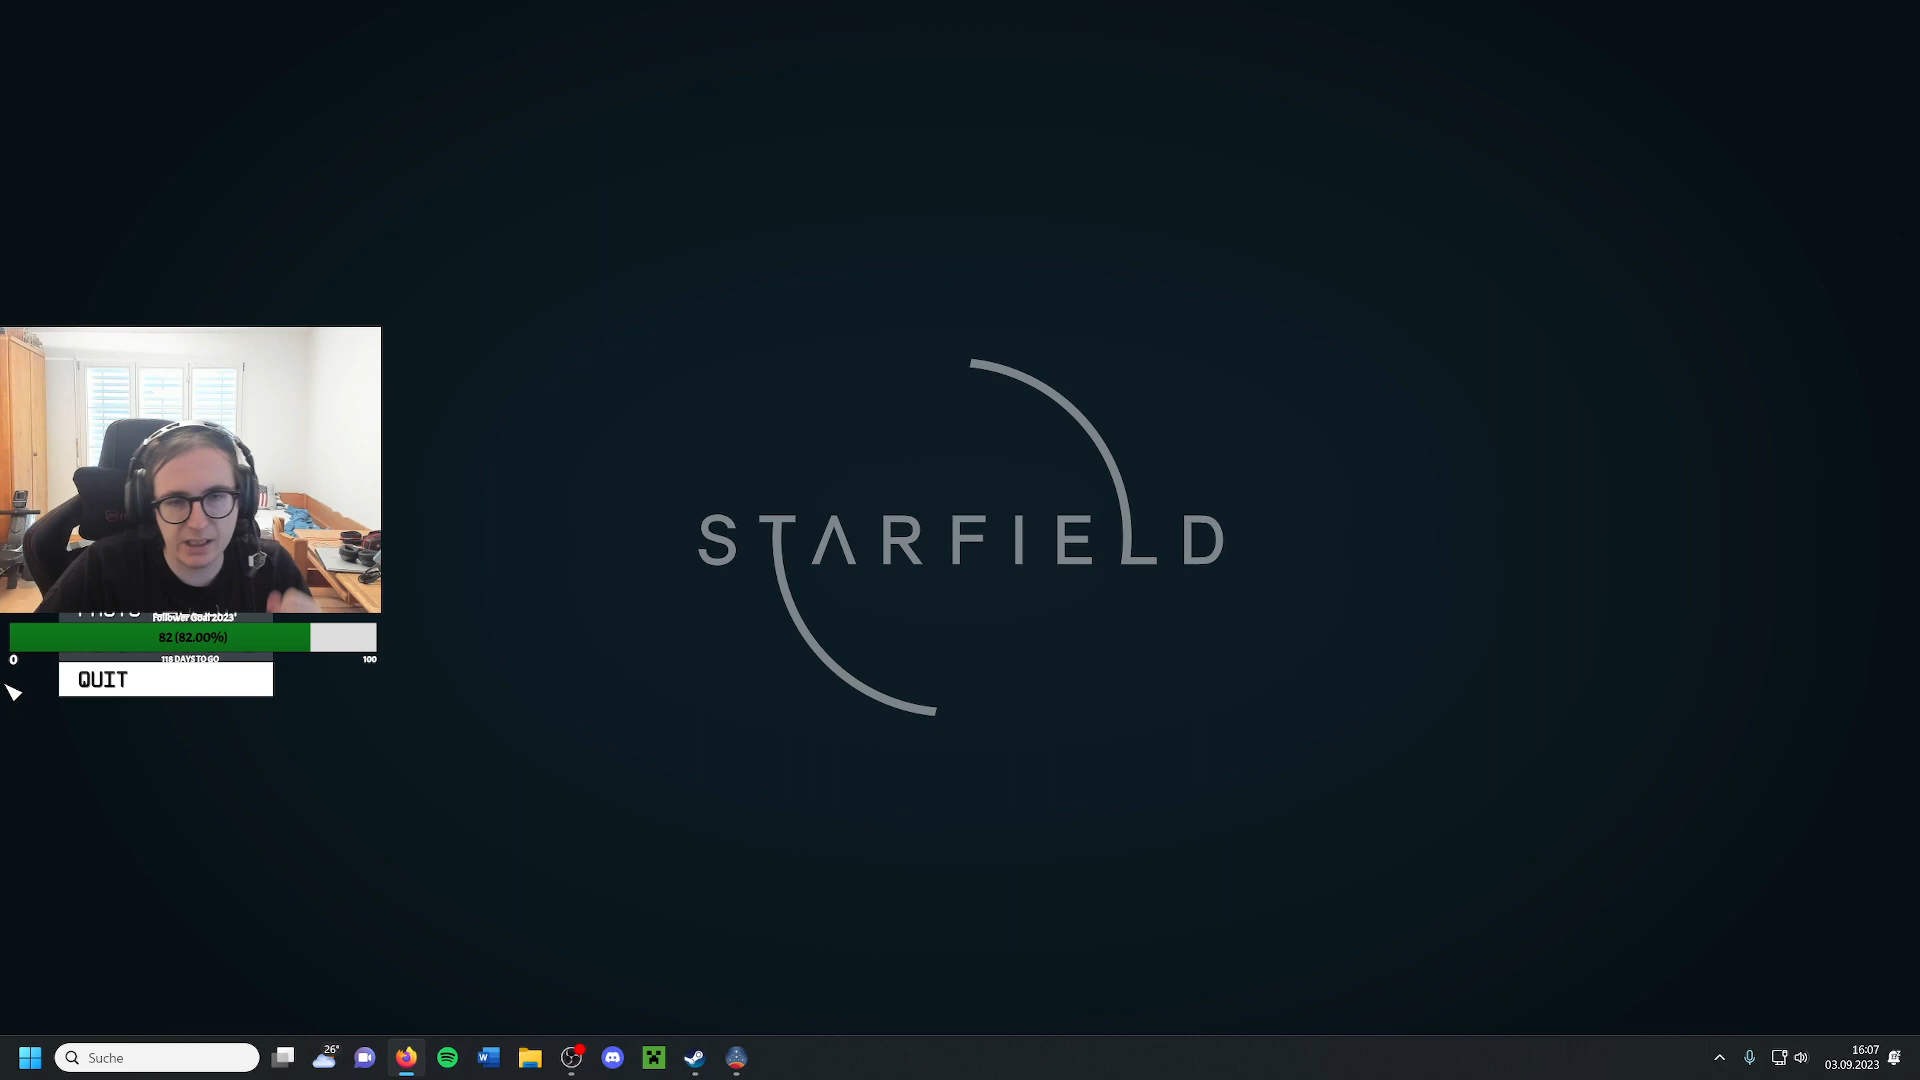 STARFIELD
Follower Goal 2023
82 (82.00%)
0
118 DAYS TO GO
100
QUIT
26°
Suche
16:07
03.09.2023